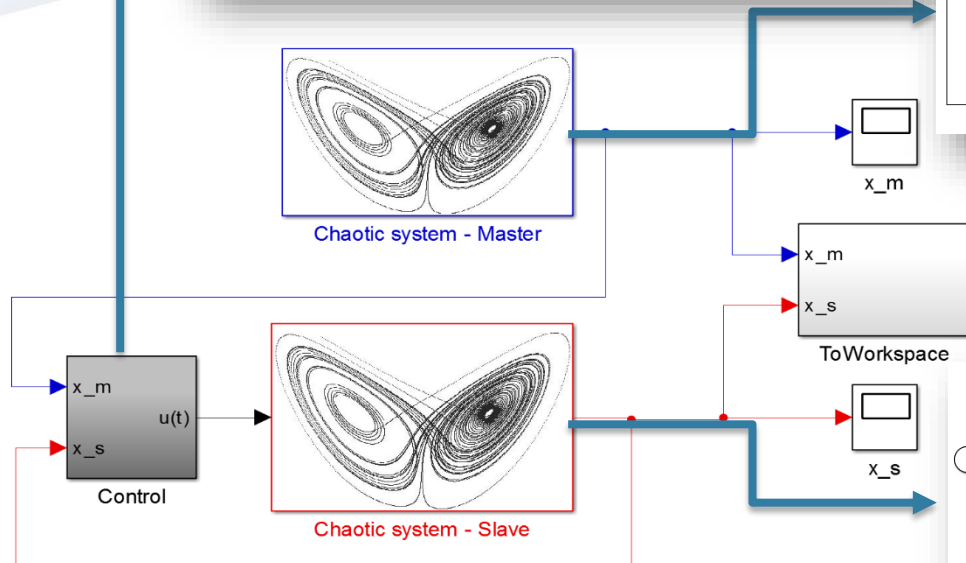 x_m
Chaotic system - Master
x_m
x_s
ToWorkspace
x_m
u(t)
x_s
Control
x_s
Chaotic system - Slave